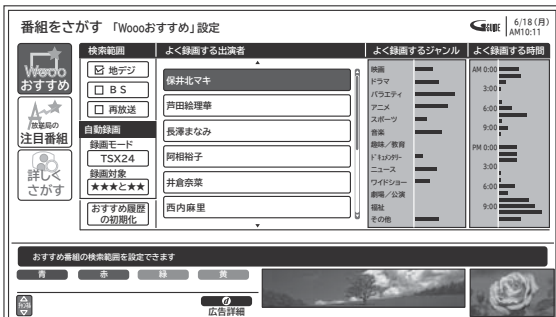 番組をさがす 「Woooおすすめ」設定
G-GUIDE 6/18(月)
AM10:11
Wooo
おすすめ
放送局の
注目番組
詳しく
さがす
検索範囲
地デジ
BS
再放送
自動録画
録画モード
TSX24
録画対象
★★★と★★
おすすめ履歴
の初期化
よく録画する出演者
保井北マキ
芦田絵理華
長澤まなみ
阿相裕子
井倉奈菜
西内麻里
よく録画するジャンル
映画
ドラマ
バラエティ
アニメ
スポーツ
音楽
趣味/教育
ドキュメンタリー
ニュース
ワイドショー
劇場/公演
福祉
その他
よく録画する時間
AM 0:00
3:00
6:00
9:00
PM 0:00
3:00
6:00
9:00
おすすめ番組の検索範囲を設定できます
青 赤 緑 黄
d
広告詳細